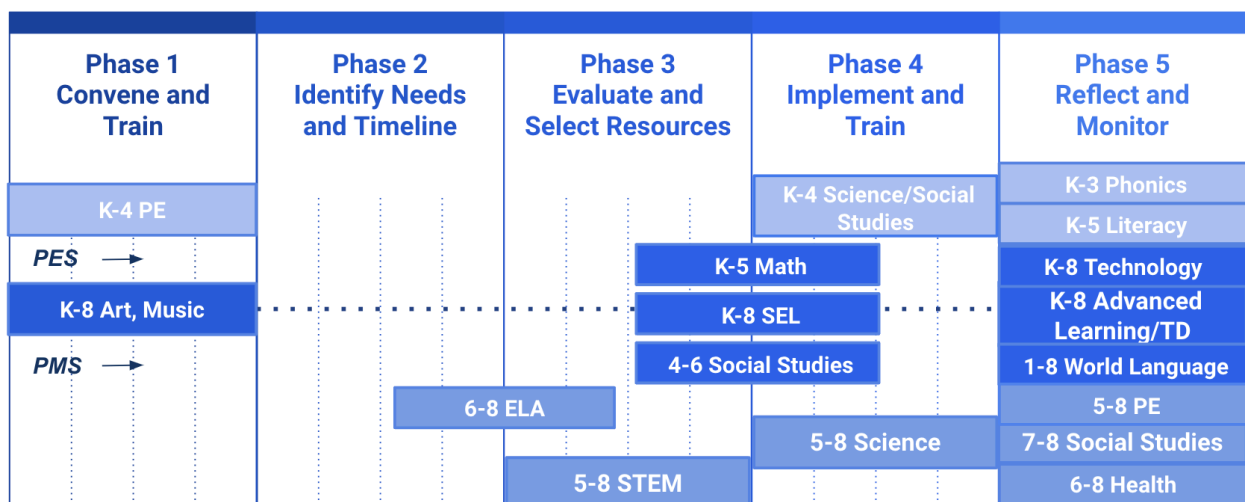 Phase 1
Convene and
Train
Phase 2
Identify Needs
and Timeline
Phase 3
Evaluate and
Select Resources
Phase 4
Implement and
Train
Phase 5
Reflect and
Monitor
K-4 PE
K-4 Science/Social
Studies
K-3 Phonics
K-5 Literacy
PES
K-5 Math
K-8 Technology
K-8 Art, Music
K-8 SEL
K-8 Advanced
Learning/TD
PMS
4-6 Social Studies
1-8 World Language
6-8 ELA
5-8 PE
5-8 Science
7-8 Social Studies
5-8 STEM
6-8 Health